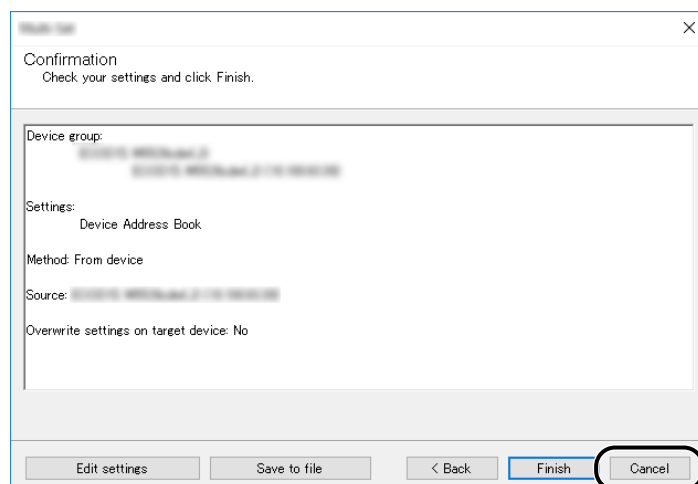 Confirmation
Check your settings and click Finish.
Device group:
Settings:
Device Address Book
Method: From device
Source:
Overwrite settings on target device: No
Edit settings
Save to file
< Back
Finish
Cancel